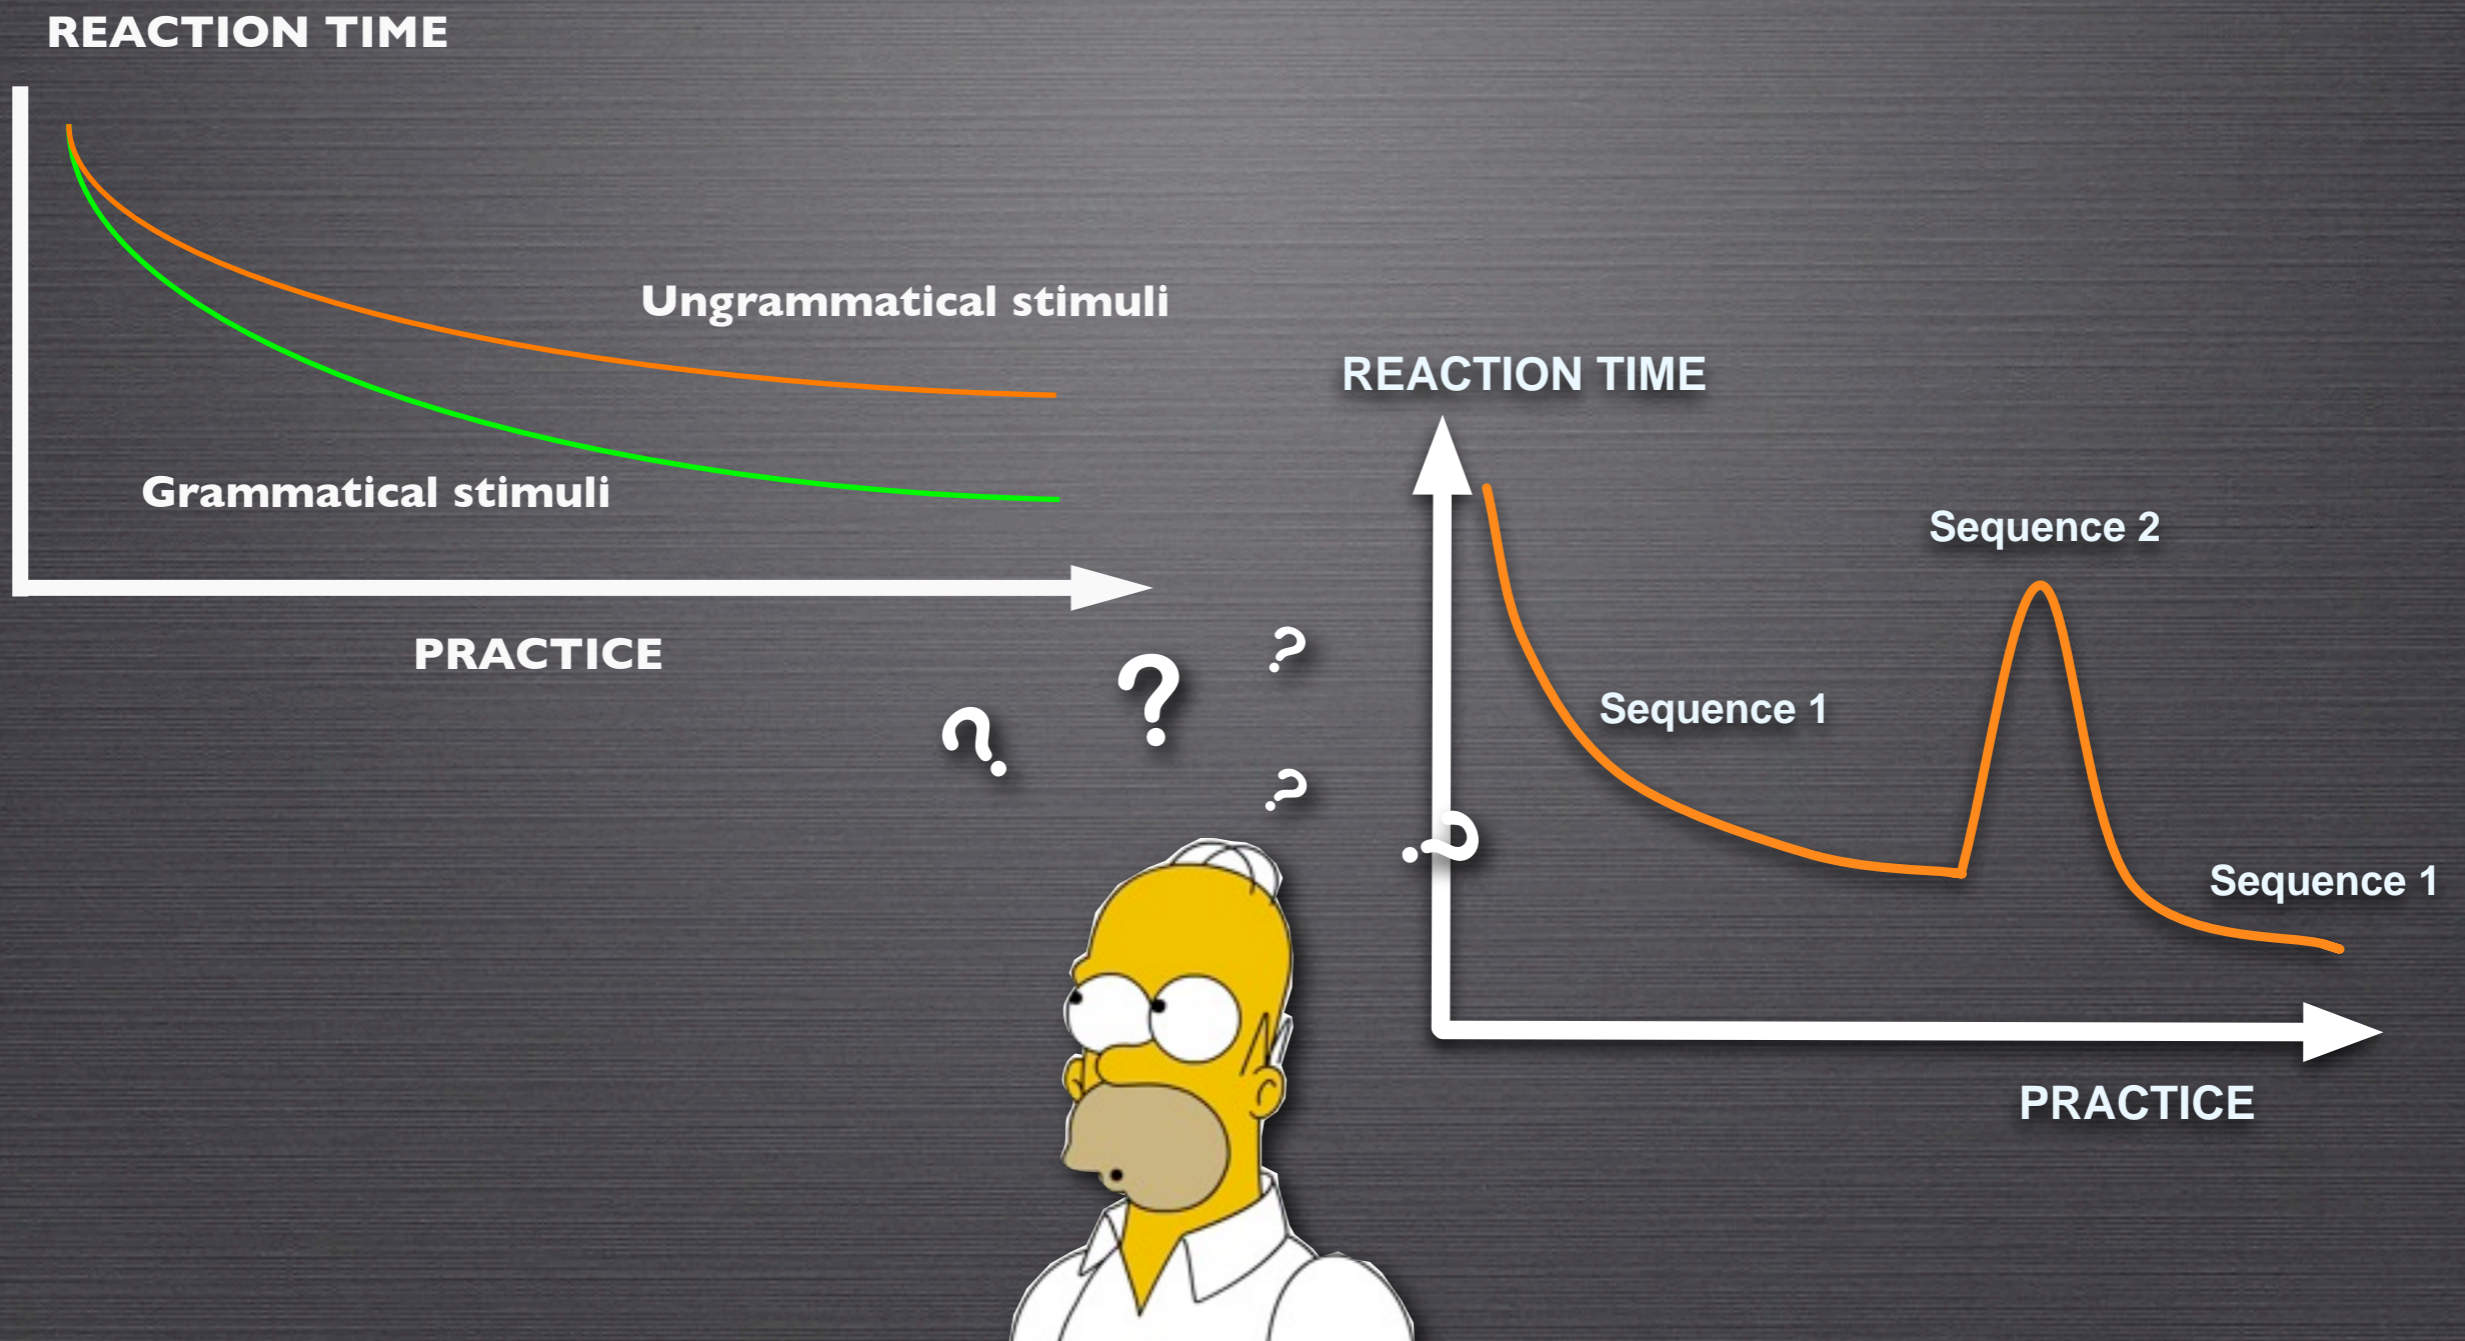 REACTION TIME
Ungrammatical stimuli
Grammatical stimuli
PRACTICE
? ? ? ? ?
REACTION TIME
Sequence 2
Sequence 1
Sequence 1
PRACTICE